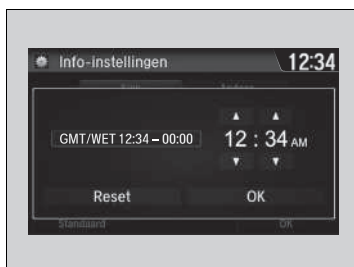 Info-instellingen 12:34
GMT/WET 12:34 – 00:00 12 : 34 AM
Reset OK
Standaard OK